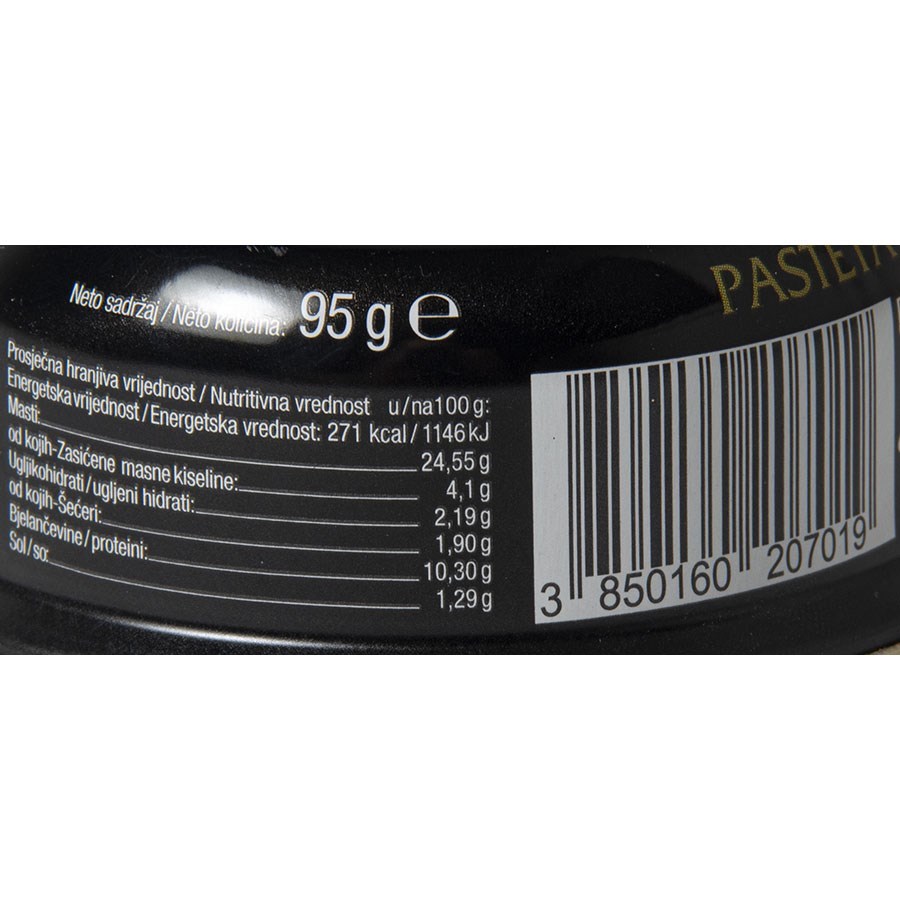 Neto sadržaj / Neto količina: 95 g e
PAŠTETA
Prosječna hranjiva vrijednost / Nutritivna vrednost u/na100g:
Energetska vrijednost / Energetska vrednost: 271 kcal / 1146 kJ
Masti: 24,55 g
od kojih-Zasićene masne kiseline: 4,1 g
Ugljikohidrati / ugljeni hidrati: 2,19 g
od kojih-Šećeri: 1,90 g
Bjelančevine / proteini: 10,30 g
Sol / so: 1,29 g
3 850160 207019